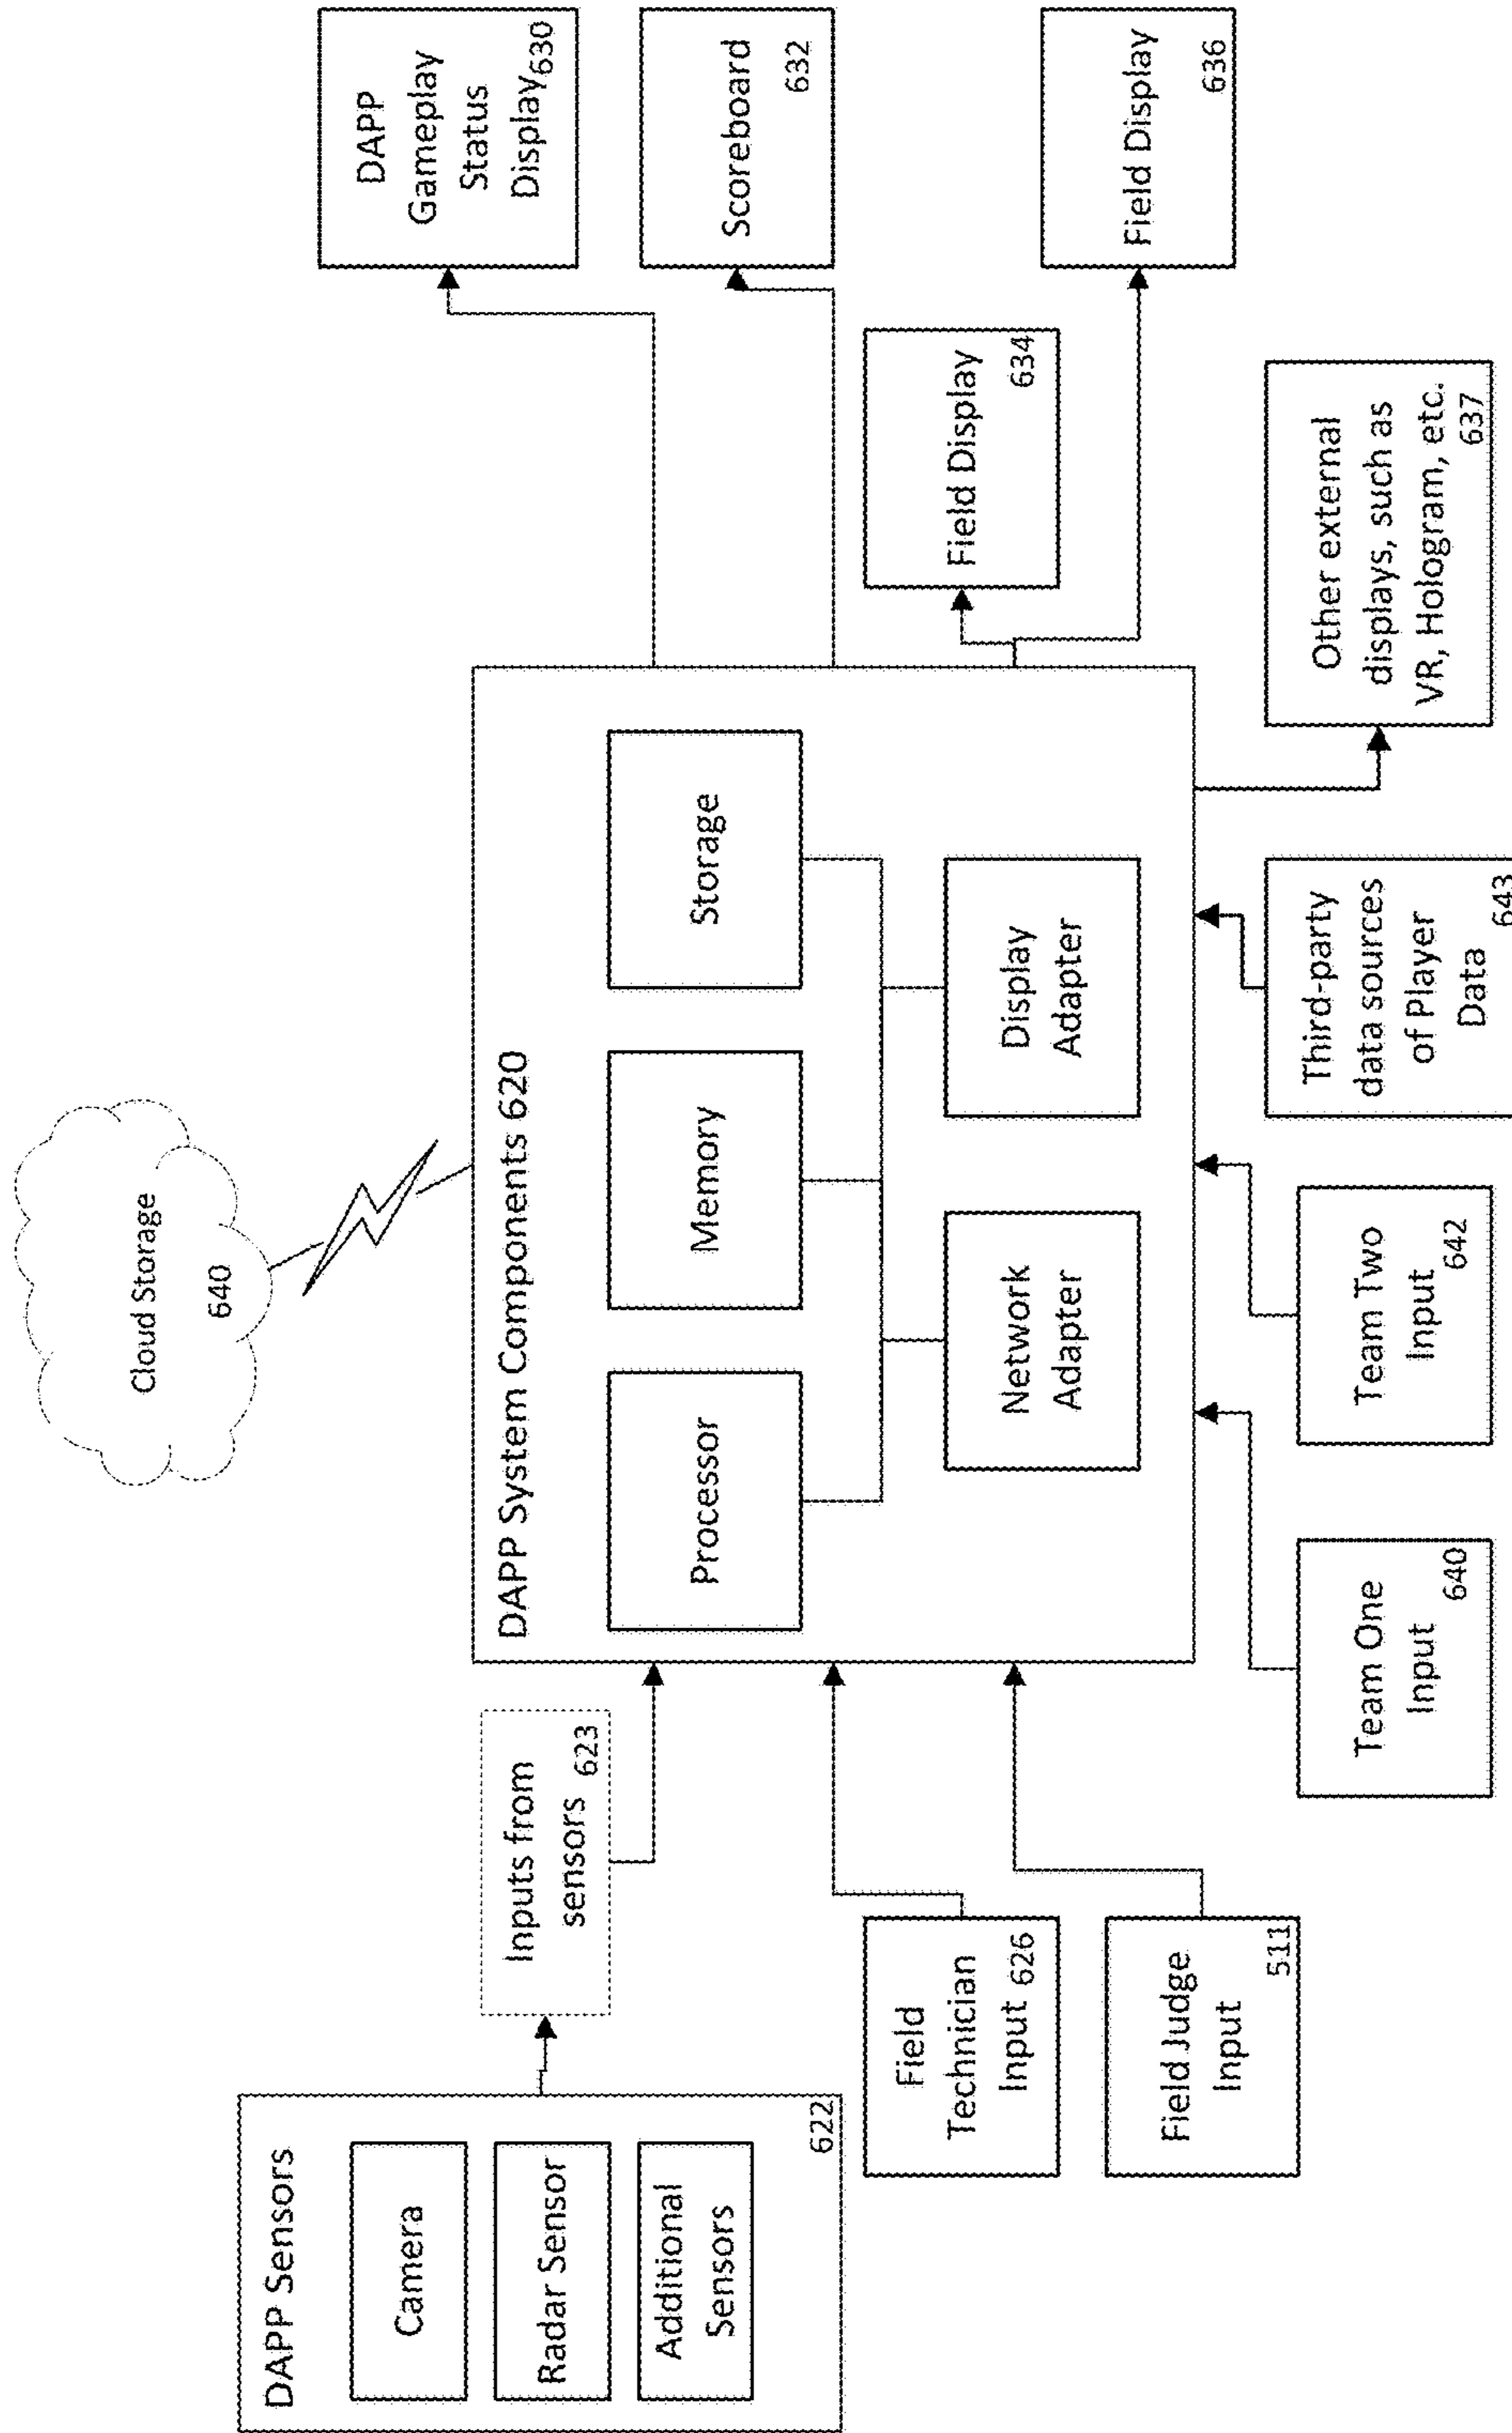 Cloud Storage
640
DAPP Sensors
Camera
Radar Sensor
Additional
Sensors
622
Inputs from
sensors 623
Field
Technician
Input 626
Field Judge
Input
511
DAPP System Components 620
Processor
Memory
Storage
Network
Adapter
Display
Adapter
DAPP
Gameplay
Status
Display 630
Scoreboard
632
Field Display
634
Field Display
636
Team One
Input
640
Team Two
Input
642
Third-party
data sources
of Player
Data
643
Other external
displays, such as
VR, Hologram, etc.
637